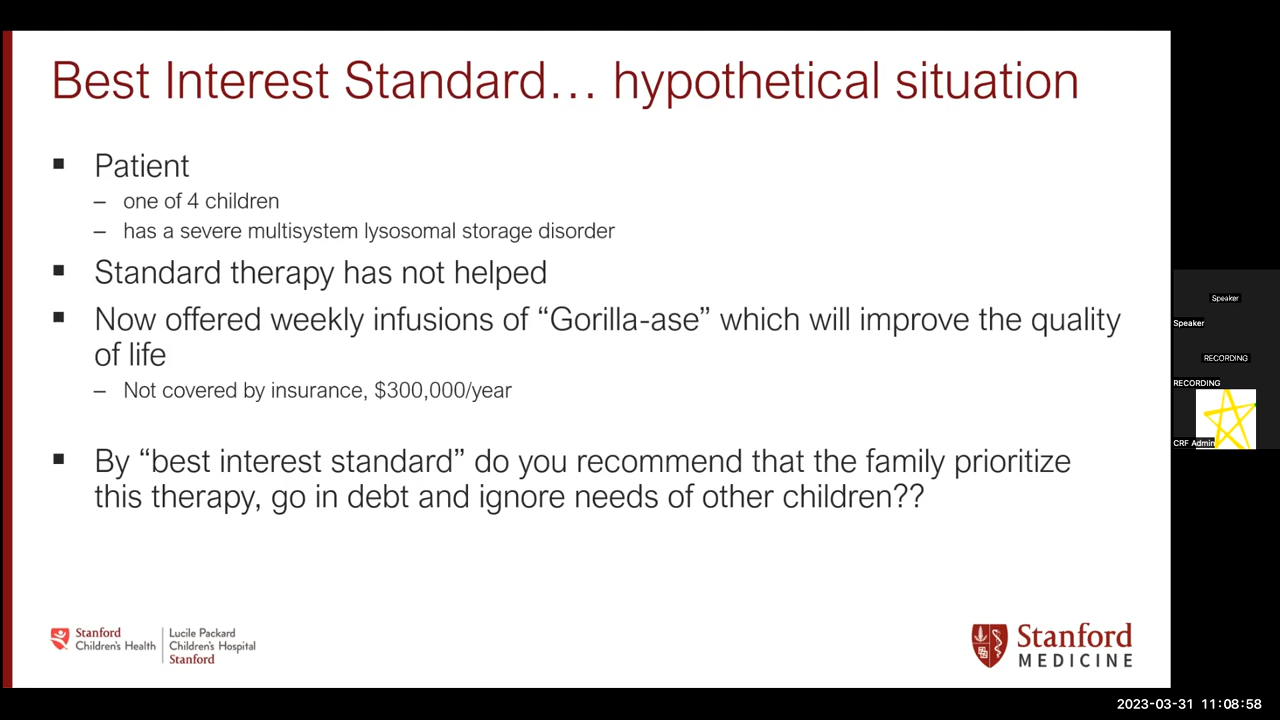 Best Interest Standard... hypothetical situation
▪ Patient
– one of 4 children
– has a severe multisystem lysosomal storage disorder
▪ Standard therapy has not helped
▪ Now offered weekly infusions of “Gorilla-ase” which will improve the quality
of life
– Not covered by insurance, $300,000/year
▪ By “best interest standard” do you recommend that the family prioritize
this therapy, go in debt and ignore needs of other children??
Stanford
Children's Health
Lucile Packard
Children's Hospital
Stanford
Stanford
MEDICINE
Speaker
Speaker
RECORDING
RECORDING
CRF Admin
2023-03-31 11:08:58